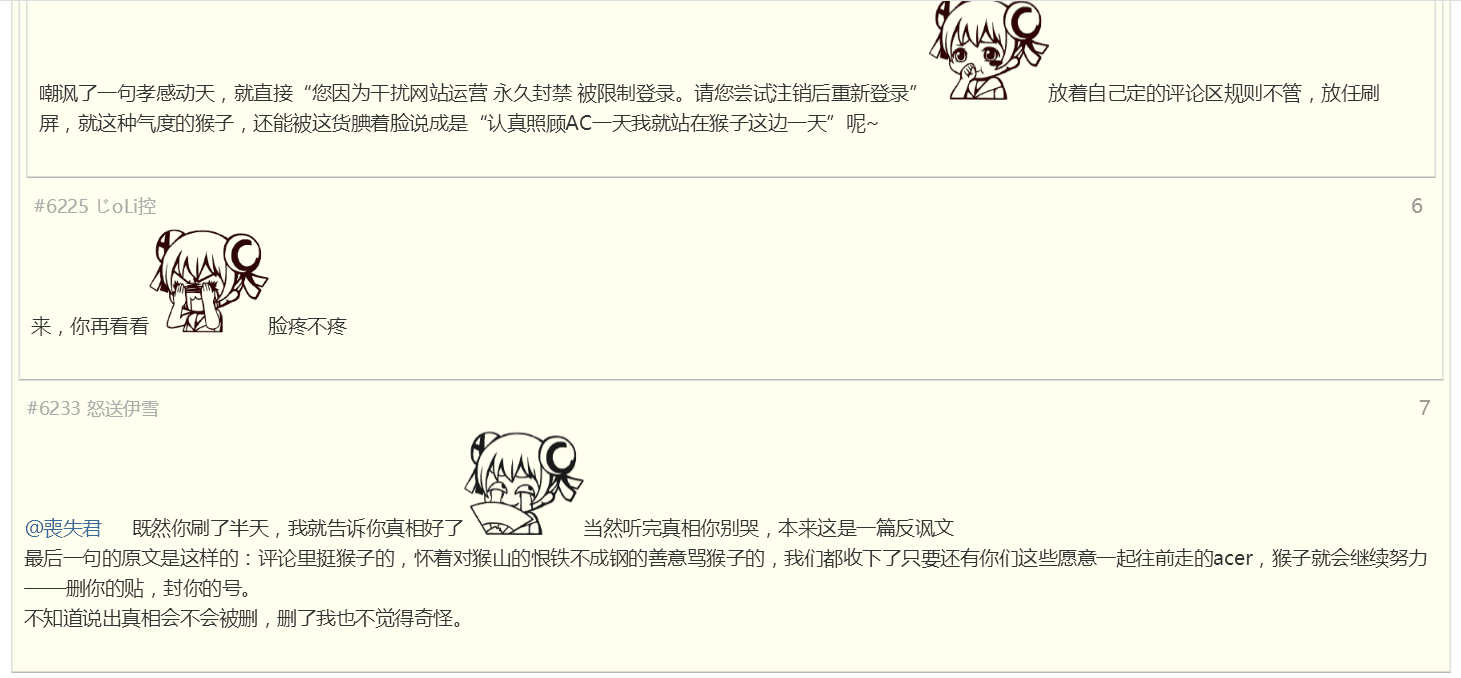 嘲讽了一句孝感动天，就直接“您因为干扰网站运营 永久封禁 被限制登录。请您尝试注销后重新登录” 放着自己定的评论区规则不管，放任刷
屏，就这种气度的猴子，还能被这货腆着脸说成是“认真照顾AC一天我就站在猴子这边一天”呢~
#6225 じoLi控 6
来，你再看看 脸疼不疼
#6233 怒送伊雪 7
@喪失君 既然你刷了半天，我就告诉你真相好了 当然听完真相你别哭，本来这是一篇反讽文
最后一句的原文是这样的：评论里挺猴子的，怀着对猴山的恨铁不成钢的善意骂猴子的，我们都收下了只要还有你们这些愿意一起往前走的acer，猴子就会继续努力
——删你的贴，封你的号。
不知道说出真相会不会被删，删了我也不觉得奇怪。